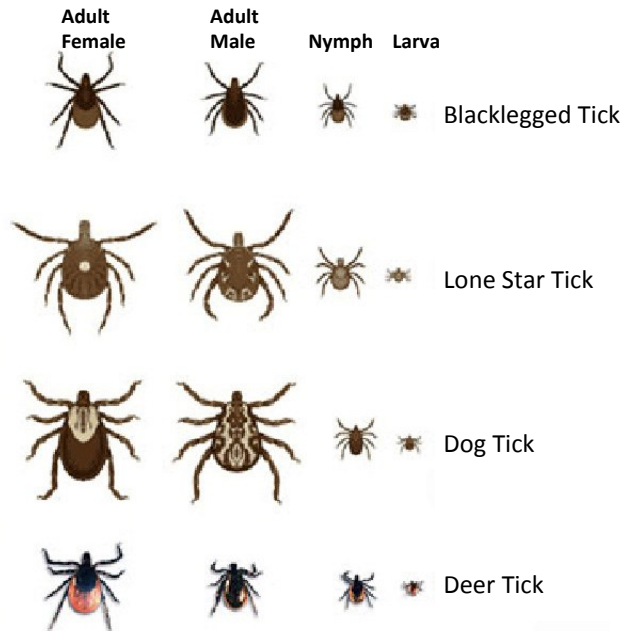 Adult
Female
Adult
Male
Nymph
Larva
Blacklegged Tick
Lone Star Tick
Dog Tick
Deer Tick